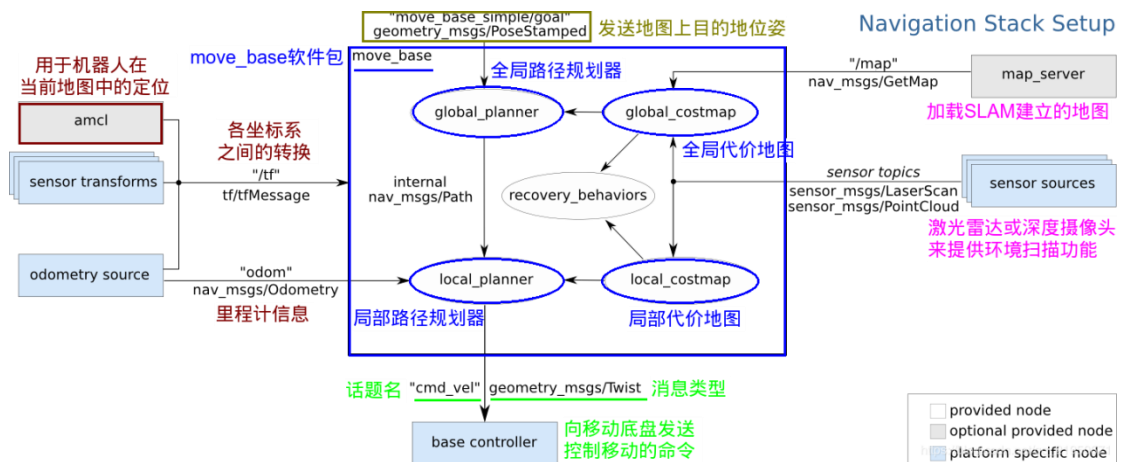 "move_base_simple/goal"
geometry_msgs/PoseStamped
发送地图上目的地位姿
Navigation Stack Setup
move_base软件包
move_base
用于机器人在
当前地图中的定位
amcl
全局路径规划器
global_planner
global_costmap
全局代价地图
"/map"
nav_msgs/GetMap
map_server
加载SLAM建立的地图
各坐标系
之间的转换
"/tf"
tf/tfMessage
sensor transforms
internal
nav_msgs/Path
recovery_behaviors
sensor topics
sensor_msgs/LaserScan
sensor_msgs/PointCloud
sensor sources
激光雷达或深度摄像头
来提供环境扫描功能
odometry source
"odom"
nav_msgs/Odometry
里程计信息
local_planner
local_costmap
局部路径规划器
局部代价地图
话题名
"cmd_vel"
geometry_msgs/Twist
消息类型
base controller
向移动底盘发送
控制移动的命令
provided node
optional provided node
platform specific node